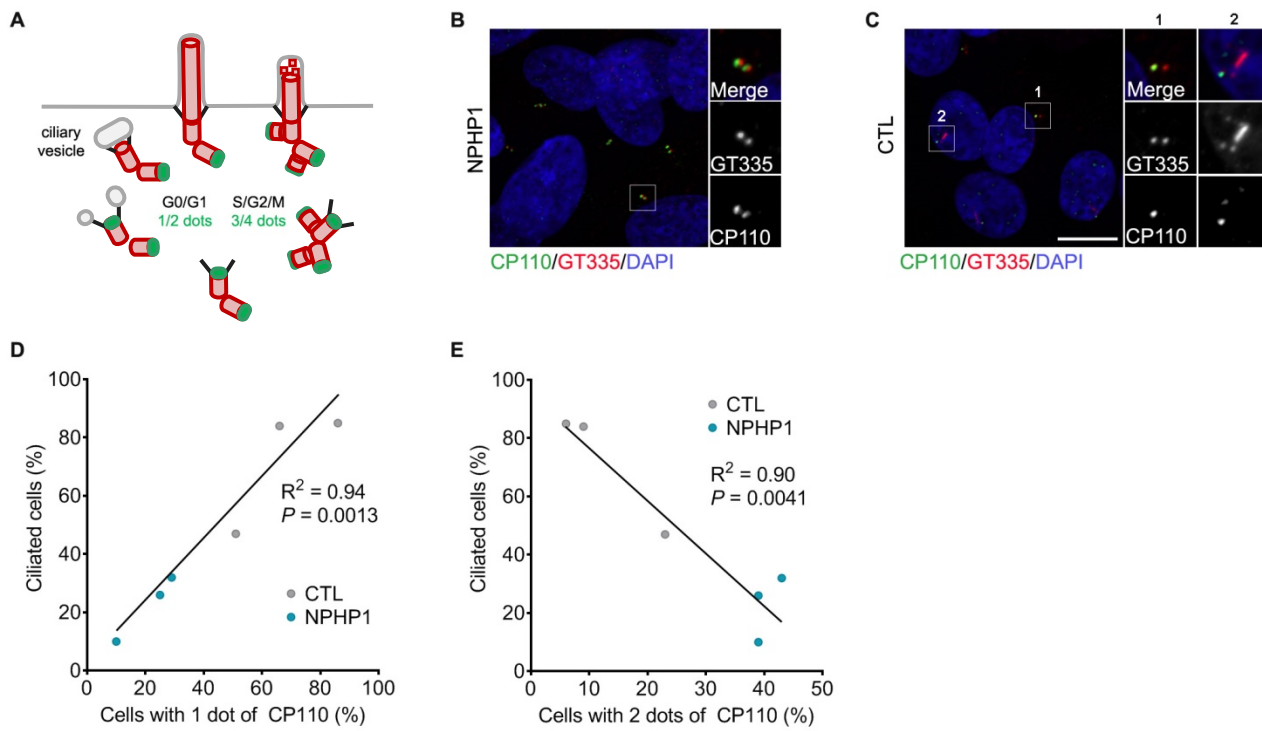 A
ciliary
vesicle
G0/G1
1/2 dots
S/G2/M
3/4 dots
B
NPHP1
Merge
GT335
CP110
CP110/GT335/DAPI
C
CTL
1
2
1
2
Merge
GT335
CP110
CP110/GT335/DAPI
D
Ciliated cells (%)
100
80
60
40
20
0
0 20 40 60 80 100
Cells with 1 dot of CP110 (%)
R² = 0.94
P = 0.0013
CTL
NPHP1
E
Ciliated cells (%)
100
80
60
40
20
0
0 10 20 30 40 50
Cells with 2 dots of CP110 (%)
CTL
NPHP1
R² = 0.90
P = 0.0041